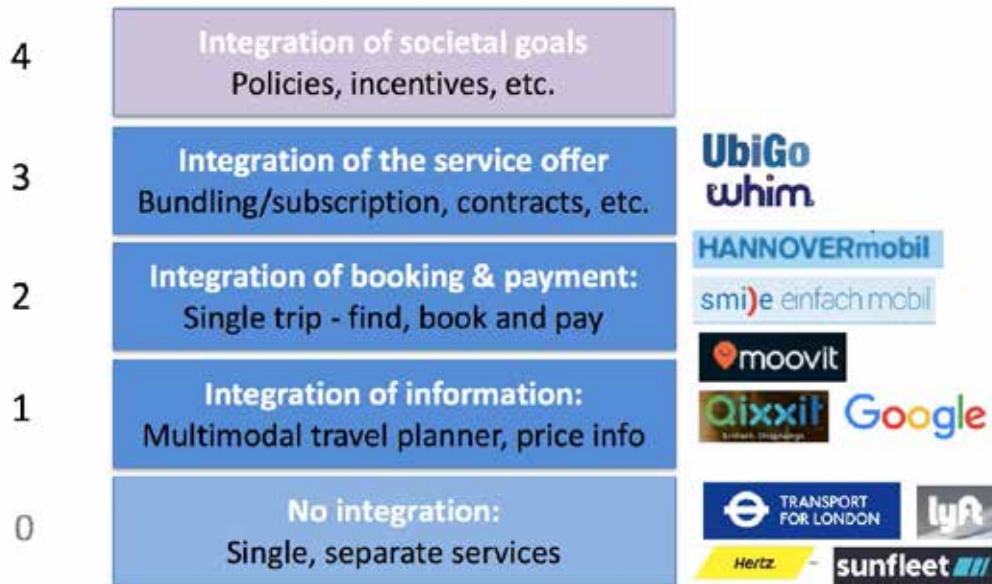 4
Integration of societal goals
Policies, incentives, etc.
3
Integration of the service offer
Bundling/subscription, contracts, etc.
UbiGo
whim
2
Integration of booking & payment:
Single trip - find, book and pay
HANNOVERmobil
smi)e einfach mobil
1
Integration of information:
Multimodal travel planner, price info
moovit
Qixxit
Google
0
No integration:
Single, separate services
TRANSPORT
FOR LONDON
lyft
Hertz
sunfleet